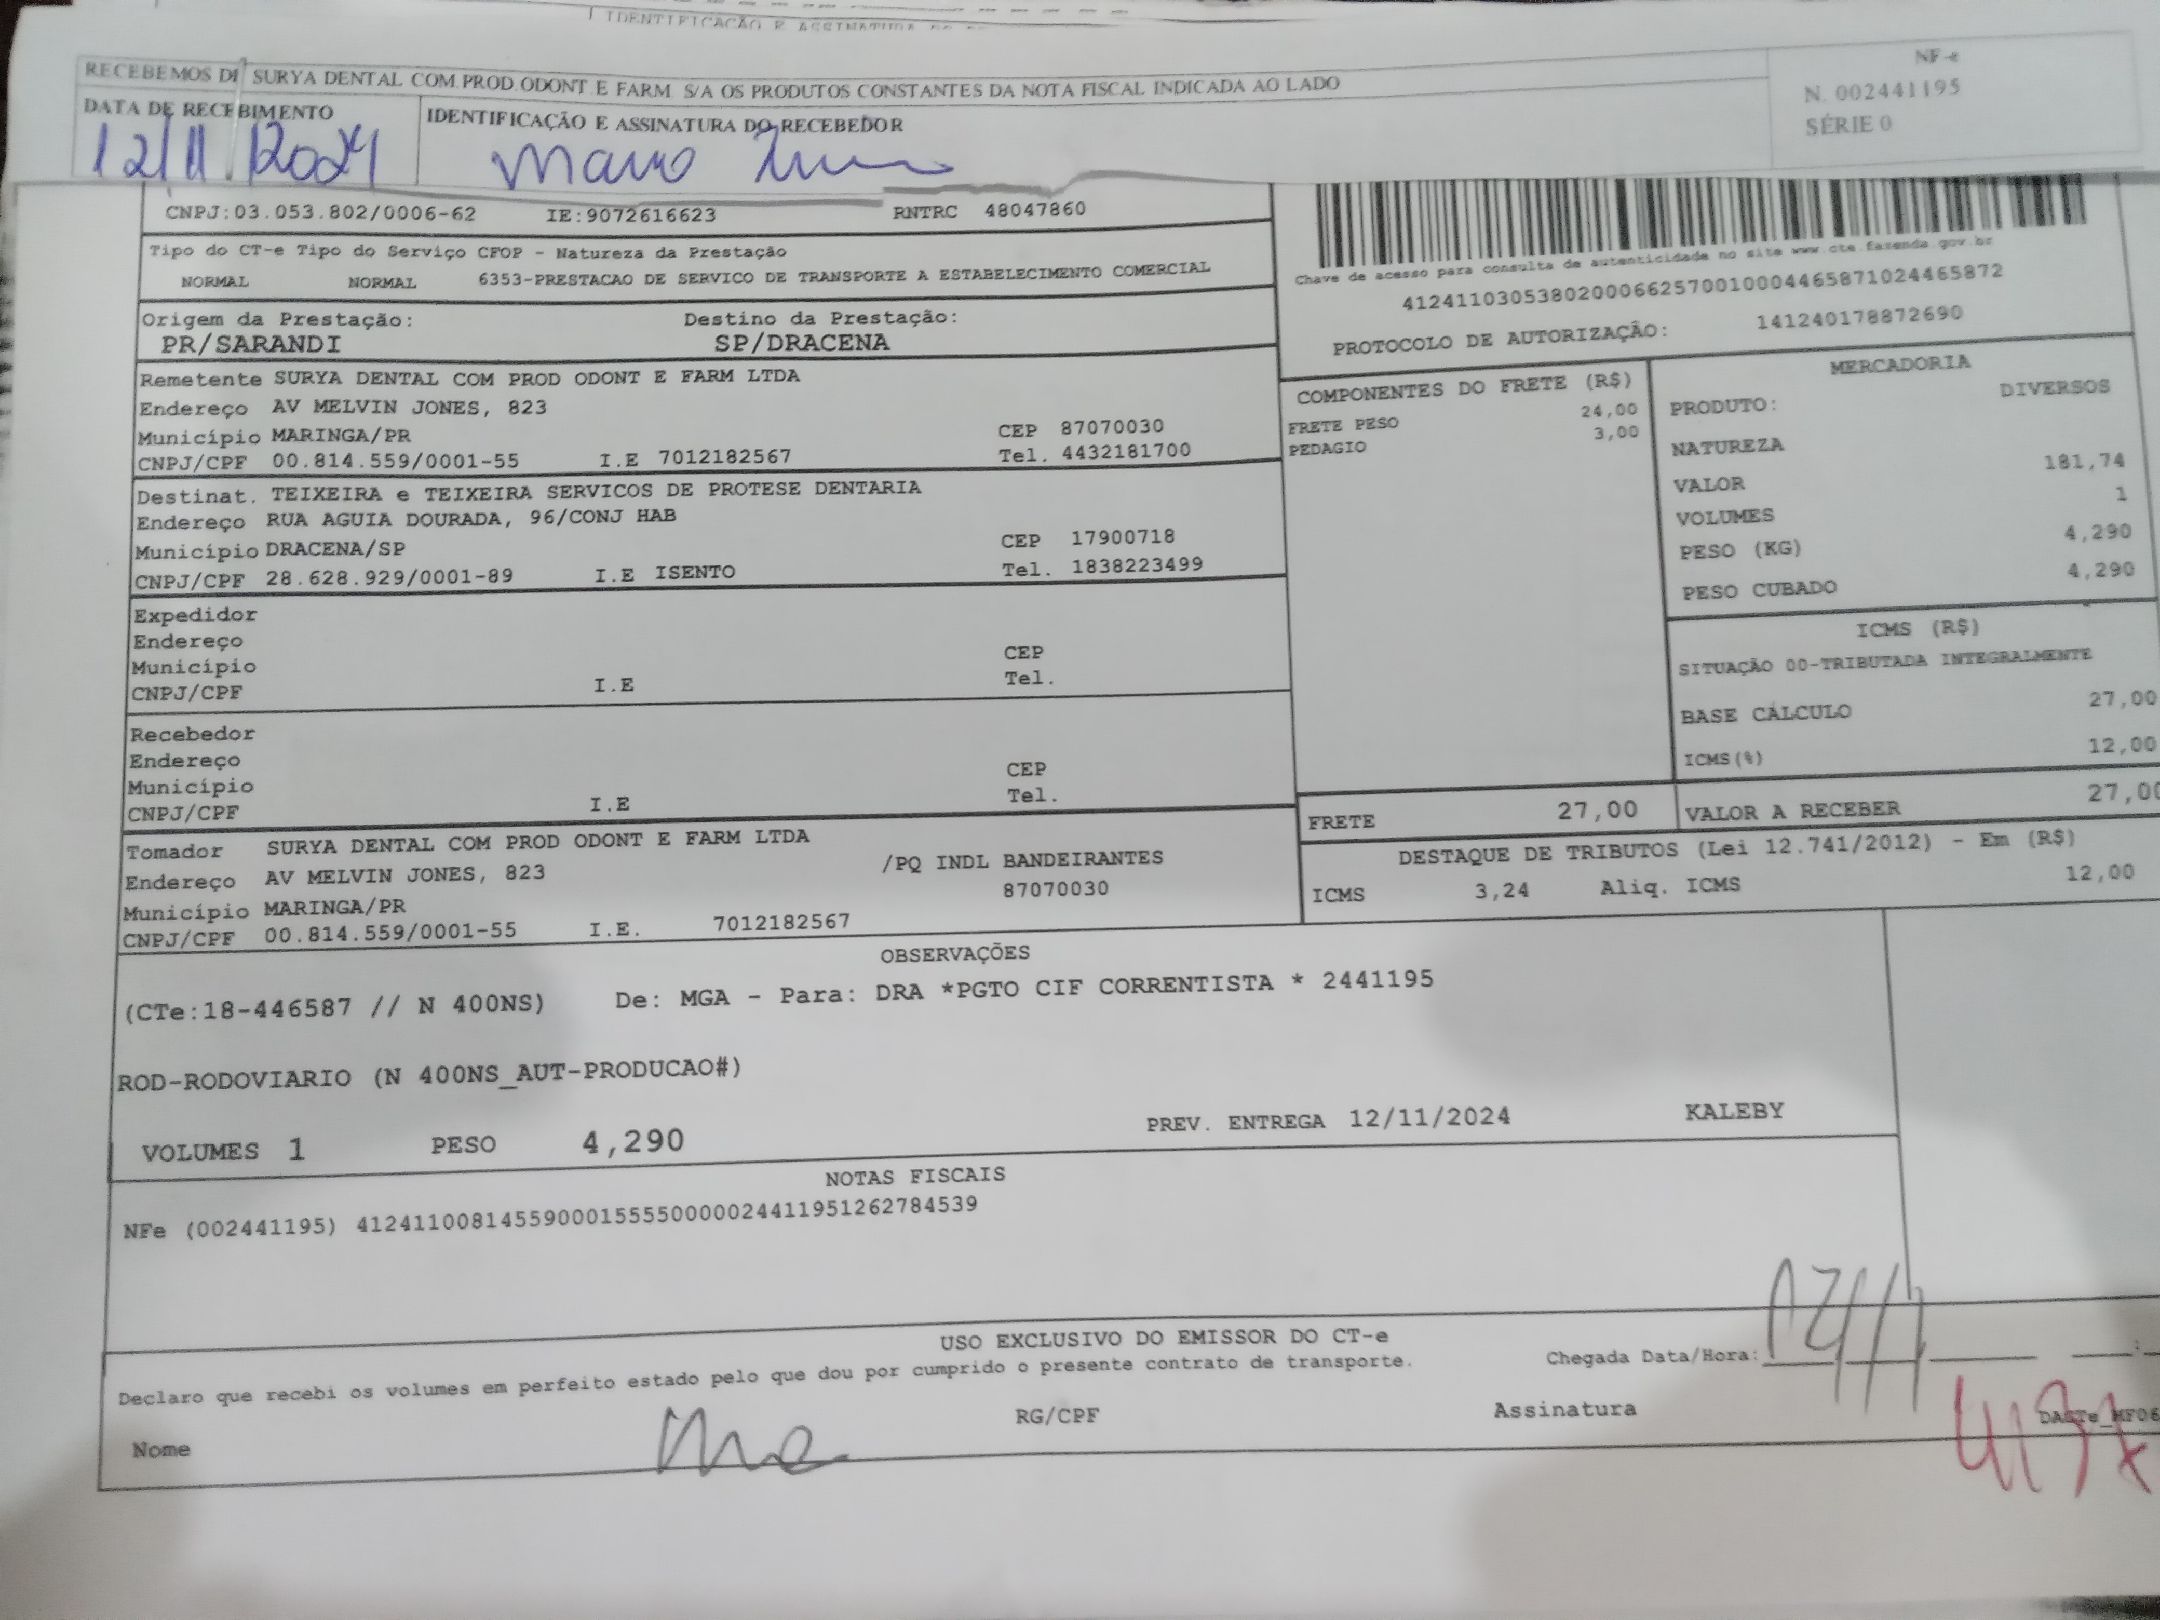 IDENTIFICAÇÃO E ASSINATURA
RECEBEMOS DE SURYA DENTAL COM.PROD.ODONT.E FARM. S/A OS PRODUTOS CONSTANTES DA NOTA FISCAL INDICADA AO LADO
NF-e
N. 002441195
SÉRIE 0
DATA DE RECEBIMENTO
IDENTIFICAÇÃO E ASSINATURA DO RECEBEDOR
12/11/2024
CNPJ:03.053.802/0006-62 IE:9072616623 RNTRC 48047860
Tipo do CT-e Tipo do Serviço CFOP - Natureza da Prestação
NORMAL NORMAL 6353-PRESTACAO DE SERVICO DE TRANSPORTE A ESTABELECIMENTO COMERCIAL
Chave de acesso para consulta de autenticidade no site www.cte.fazenda.gov.br
41241103053802000662570010004465871024465872
PROTOCOLO DE AUTORIZAÇÃO: 141240178872690
Origem da Prestação: Destino da Prestação:
PR/SARANDI SP/DRACENA
Remetente SURYA DENTAL COM PROD ODONT E FARM LTDA
Endereço AV MELVIN JONES, 823
Município MARINGA/PR CEP 87070030
CNPJ/CPF 00.814.559/0001-55 I.E 7012182567 Tel. 4432181700
Destinat. TEIXEIRA e TEIXEIRA SERVICOS DE PROTESE DENTARIA
Endereço RUA AGUIA DOURADA, 96/CONJ HAB
Município DRACENA/SP CEP 17900718
CNPJ/CPF 28.628.929/0001-89 I.E ISENTO Tel. 1838223499
Expedidor
Endereço
Município CEP
CNPJ/CPF I.E Tel.
Recebedor
Endereço
Município CEP
CNPJ/CPF I.E Tel.
Tomador SURYA DENTAL COM PROD ODONT E FARM LTDA
Endereço AV MELVIN JONES, 823 /PQ INDL BANDEIRANTES
Município MARINGA/PR 87070030
CNPJ/CPF 00.814.559/0001-55 I.E. 7012182567
COMPONENTES DO FRETE (R$)
FRETE PESO 24,00
PEDAGIO 3,00
MERCADORIA
PRODUTO: DIVERSOS
NATUREZA
VALOR 181,74
VOLUMES 1
PESO (KG) 4,290
PESO CUBADO 4,290
ICMS (R$)
SITUAÇÃO 00-TRIBUTADA INTEGRALMENTE
BASE CÁLCULO 27,00
ICMS(%) 12,00
FRETE 27,00 VALOR A RECEBER 27,00
DESTAQUE DE TRIBUTOS (Lei 12.741/2012) - Em (R$)
ICMS 3,24 Aliq. ICMS 12,00
OBSERVAÇÕES
(CTe:18-446587 // N 400NS) De: MGA - Para: DRA *PGTO CIF CORRENTISTA * 2441195
ROD-RODOVIARIO (N 400NS_AUT-PRODUCAO#)
VOLUMES 1 PESO 4,290 PREV. ENTREGA 12/11/2024 KALEBY
NOTAS FISCAIS
NFe (002441195) 41241100814559000155550000024411951262784539
USO EXCLUSIVO DO EMISSOR DO CT-e
Declaro que recebi os volumes em perfeito estado pelo que dou por cumprido o presente contrato de transporte. Chegada Data/Hora:
Nome RG/CPF Assinatura